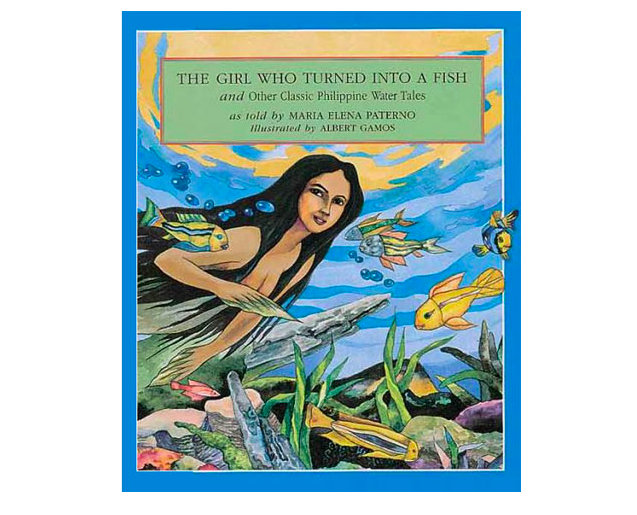 THE GIRL WHO TURNED INTO A FISH
and Other Classic Philippine Water Tales
as told by MARIA ELENA PATERNO
Illustrated by ALBERT GAMOS